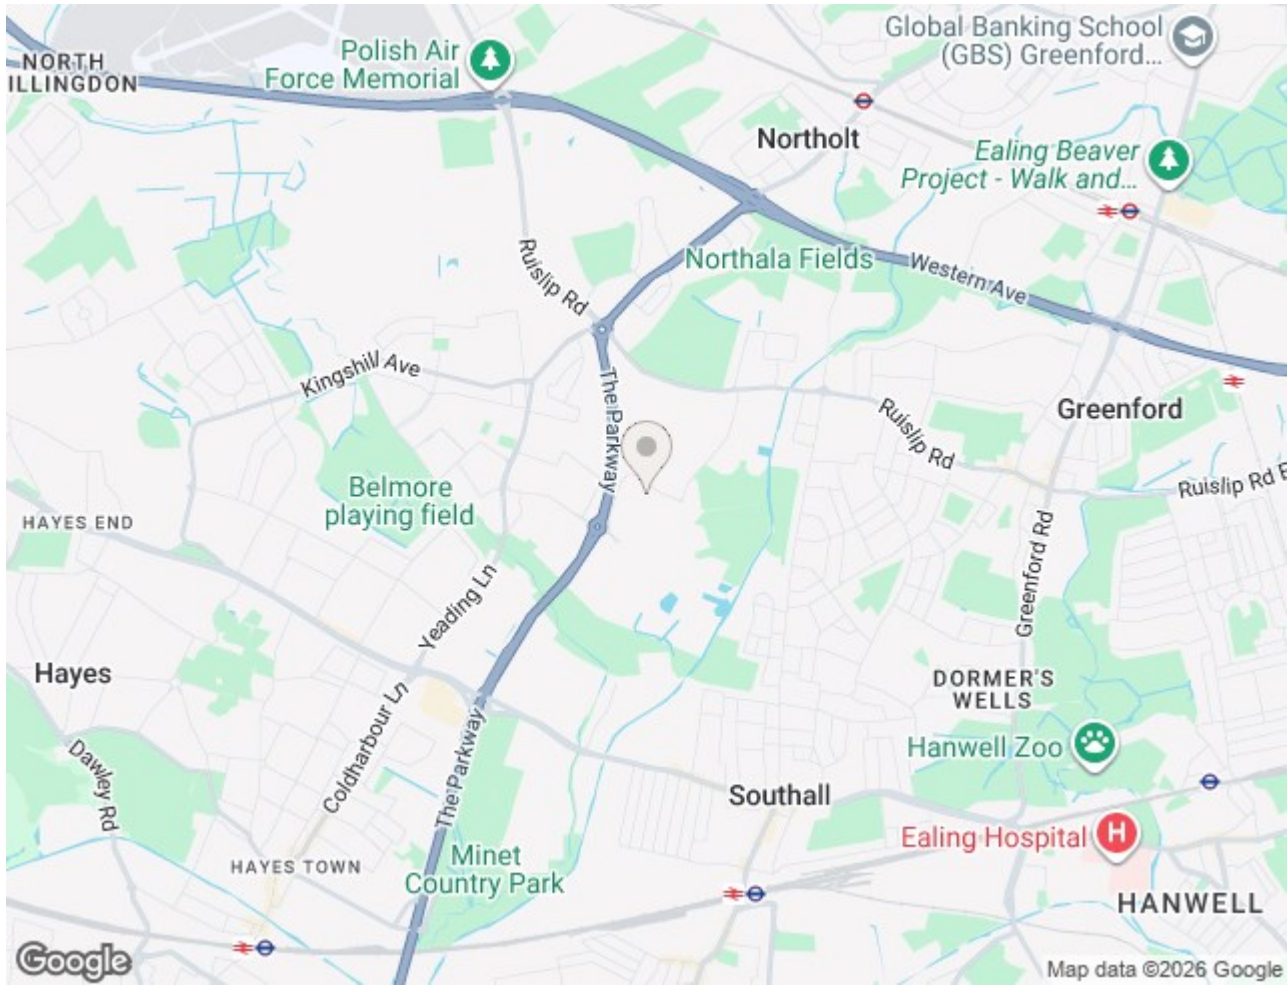 Global Banking School
(GBS) Greenford...
Polish Air
Force Memorial
NORTH
ILLINGDON
Northolt
Ealing Beaver
Project - Walk and...
Ruislip Rd
Northala Fields
Western Ave
Kingshill Ave
The Parkway
Ruislip Rd
Greenford
Ruislip Rd E
Belmore
playing field
HAYES END
Greenford Rd
Yeading Ln
Hayes
DORMER'S
WELLS
Coldharbour Ln
The Parkway
Dawley Rd
Hanwell Zoo
Southall
Ealing Hospital
H
HAYES TOWN
Minet
Country Park
HANWELL
Google
Map data ©2026 Google